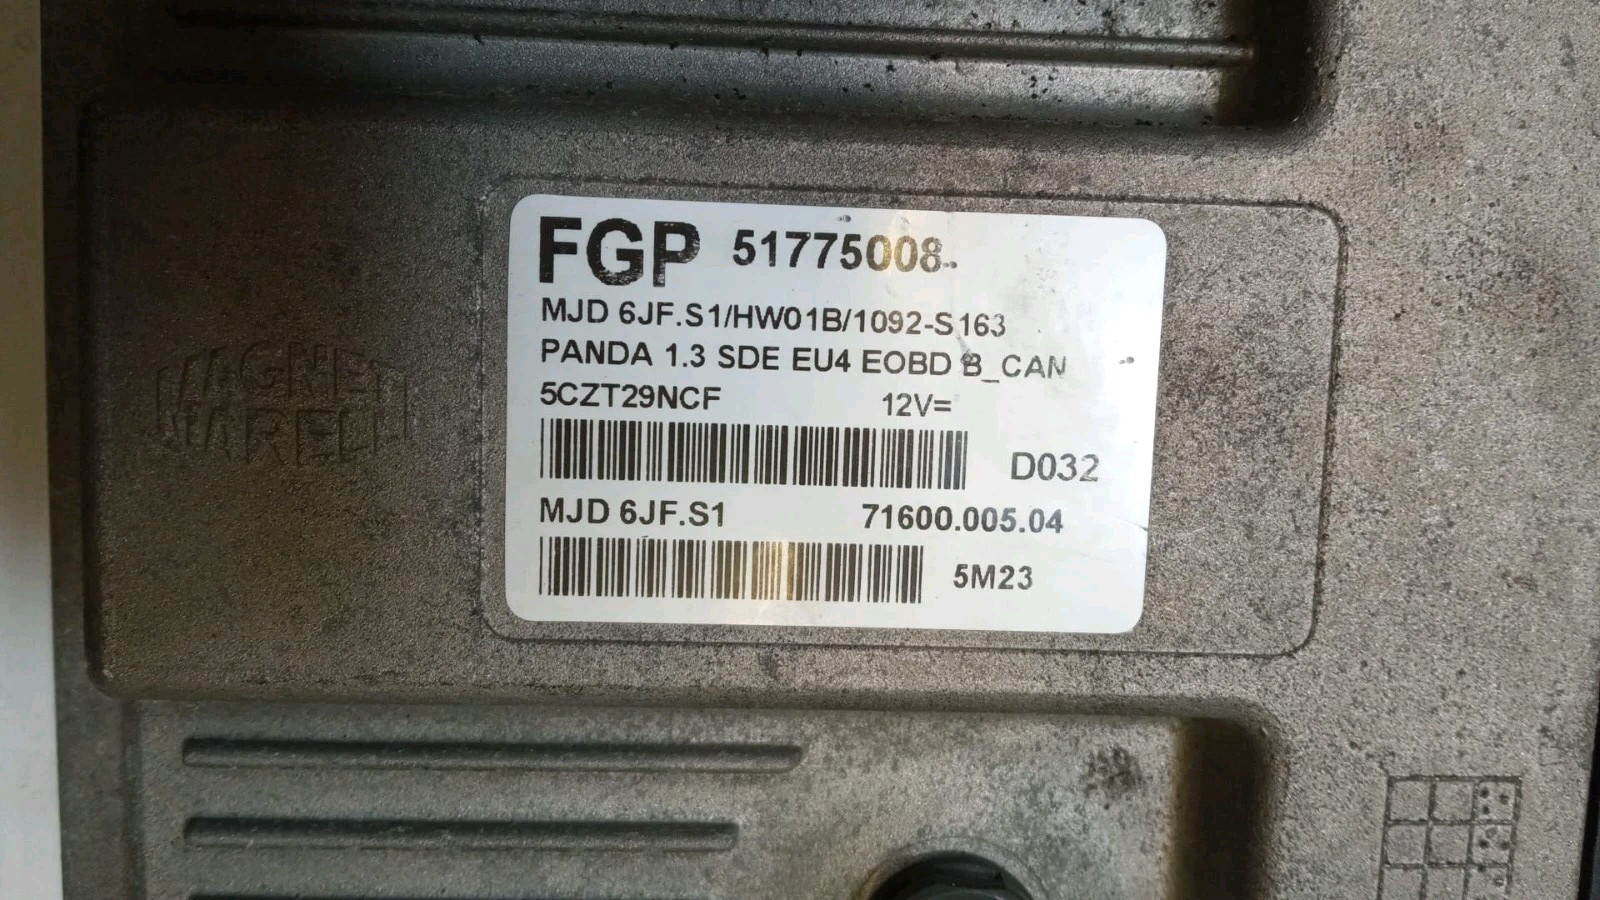 FGP 51775008-
MJD 6JF.S1/HW01B/1092-S163
PANDA 1.3 SDE EU4 EOBD B_CAN
MAGNETI
MARELLI
5CZT29NCF 12V=
D032
MJD 6JF.S1 71600.005.04
5M23